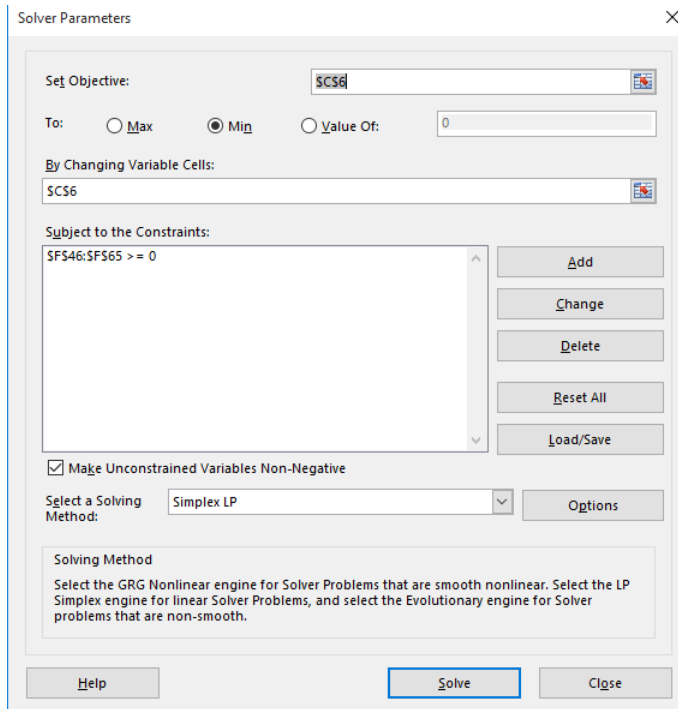 Solver Parameters
Set Objective: $C$6
To: Max Min Value Of: 0
By Changing Variable Cells:
$C$6
Subject to the Constraints:
$F$46:$F$65 >= 0
Add
Change
Delete
Reset All
Load/Save
Make Unconstrained Variables Non-Negative
Select a Solving Method: Simplex LP Options
Solving Method
Select the GRG Nonlinear engine for Solver Problems that are smooth nonlinear. Select the LP
Simplex engine for linear Solver Problems, and select the Evolutionary engine for Solver
problems that are non-smooth.
Help Solve Close